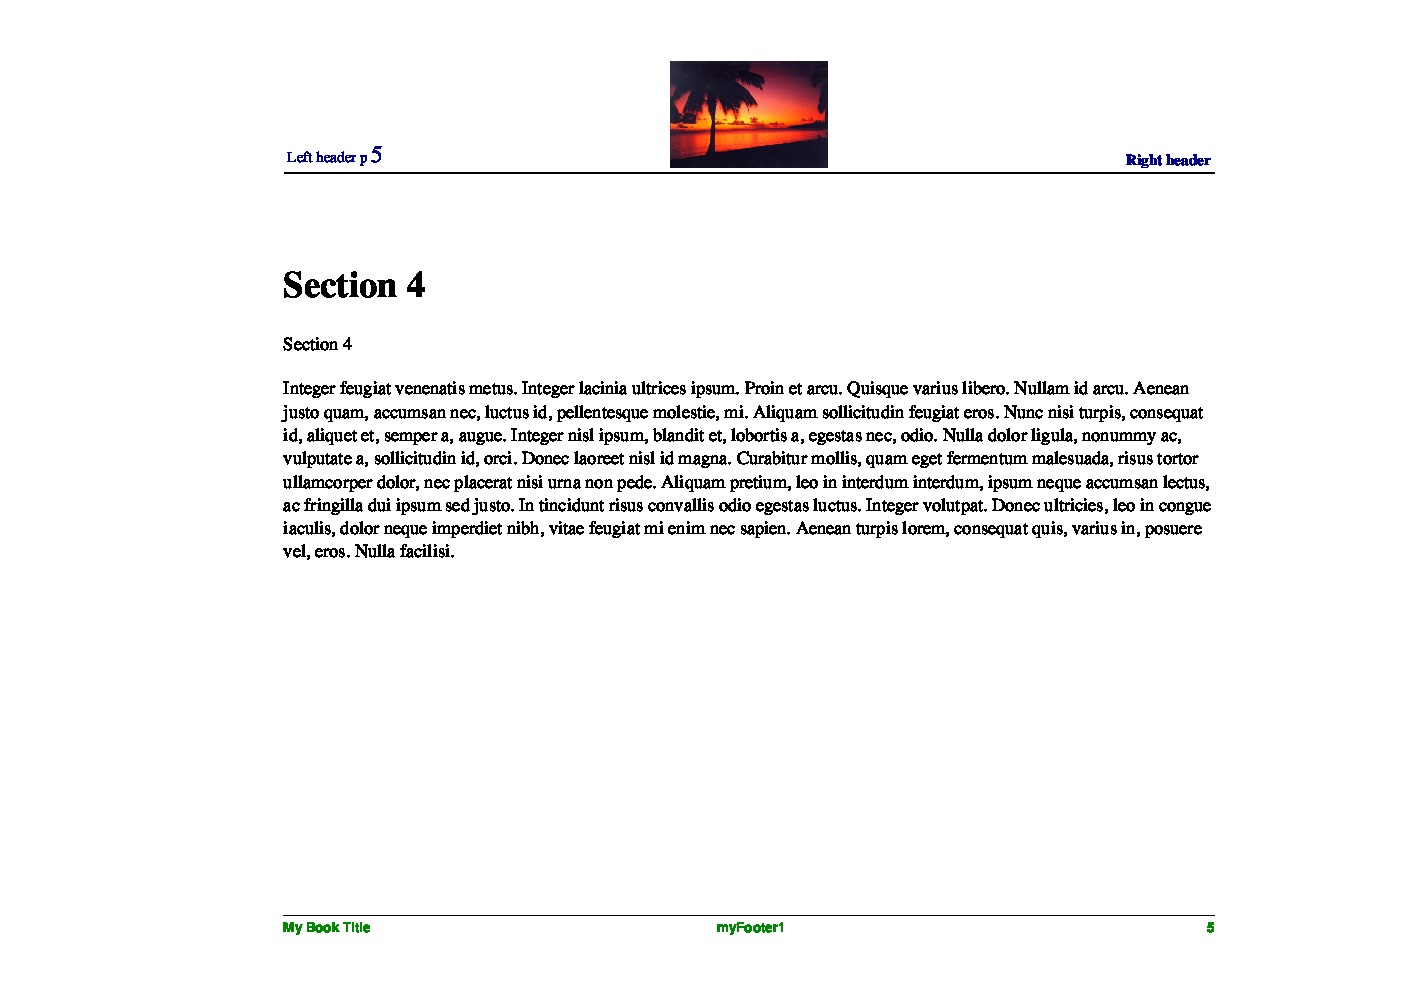 Left header p 5
Right header
Section 4
Section 4
Integer feugiat venenatis metus. Integer lacinia ultrices ipsum. Proin et arcu. Quisque varius libero. Nullam id arcu. Aenean
justo quam, accumsan nec, luctus id, pellentesque molestie, mi. Aliquam sollicitudin feugiat eros. Nunc nisi turpis, consequat
id, aliquet et, semper a, augue. Integer nisl ipsum, blandit et, lobortis a, egestas nec, odio. Nulla dolor ligula, nonummy ac,
vulputate a, sollicitudin id, orci. Donec laoreet nisl id magna. Curabitur mollis, quam eget fermentum malesuada, risus tortor
ullamcorper dolor, nec placerat nisi urna non pede. Aliquam pretium, leo in interdum interdum, ipsum neque accumsan lectus,
ac fringilla dui ipsum sed justo. In tincidunt risus convallis odio egestas luctus. Integer volutpat. Donec ultricies, leo in congue
iaculis, dolor neque imperdiet nibh, vitae feugiat mi enim nec sapien. Aenean turpis lorem, consequat quis, varius in, posuere
vel, eros. Nulla facilisi.
My Book Title
myFooter1
5